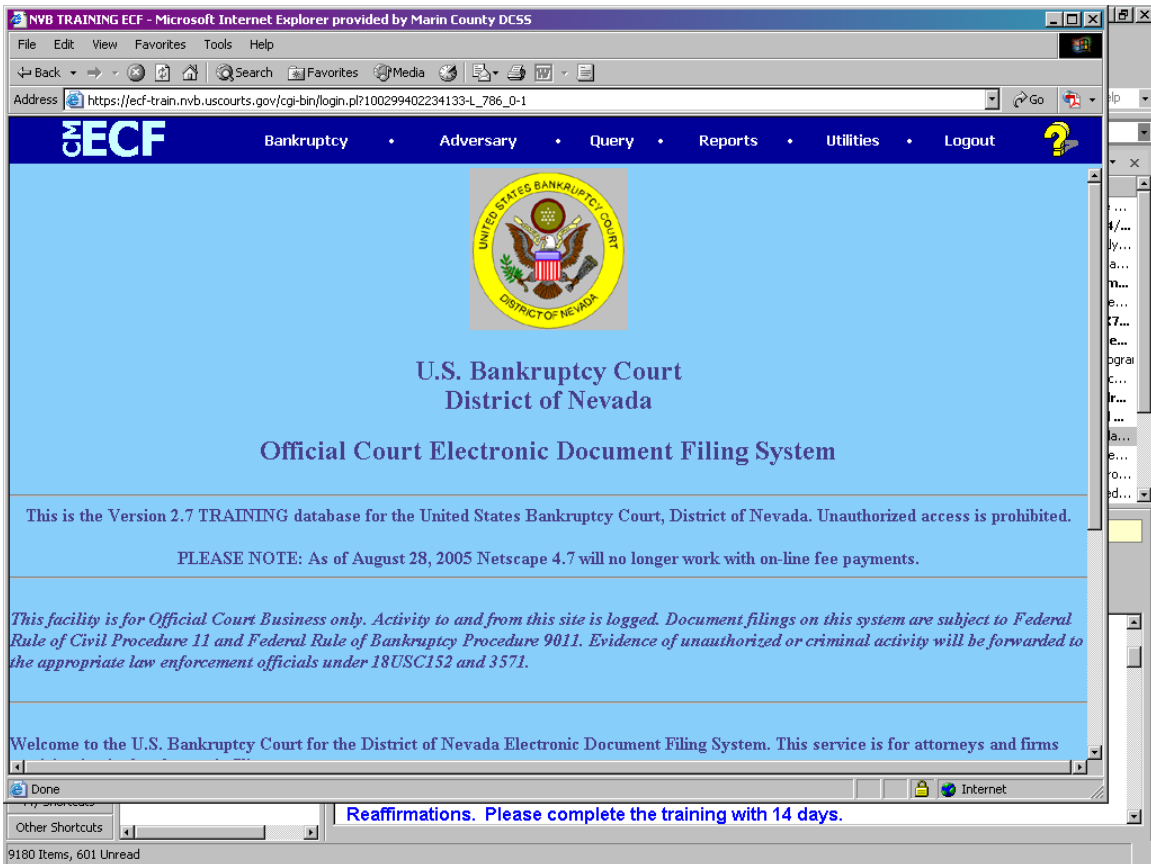 NVB TRAINING ECF - Microsoft Internet Explorer provided by Marin County DCSS
File Edit View Favorites Tools Help
Back Search Favorites Media
Address https://ecf-train.nvb.uscourts.gov/cgi-bin/login.pl?100299402234133-L_786_0-1 Go
CM ECF Bankruptcy • Adversary • Query • Reports • Utilities • Logout ?
UNITED STATES BANKRUPTCY COURT
DISTRICT OF NEVADA
U.S. Bankruptcy Court
District of Nevada
Official Court Electronic Document Filing System
This is the Version 2.7 TRAINING database for the United States Bankruptcy Court, District of Nevada. Unauthorized access is prohibited.
PLEASE NOTE: As of August 28, 2005 Netscape 4.7 will no longer work with on-line fee payments.
This facility is for Official Court Business only. Activity to and from this site is logged. Document filings on this system are subject to Federal
Rule of Civil Procedure 11 and Federal Rule of Bankruptcy Procedure 9011. Evidence of unauthorized or criminal activity will be forwarded to
the appropriate law enforcement officials under 18USC152 and 3571.
Welcome to the U.S. Bankruptcy Court for the District of Nevada Electronic Document Filing System. This service is for attorneys and firms
Done Internet
My Shortcuts
Other Shortcuts
Reaffirmations. Please complete the training with 14 days.
9180 Items, 601 Unread